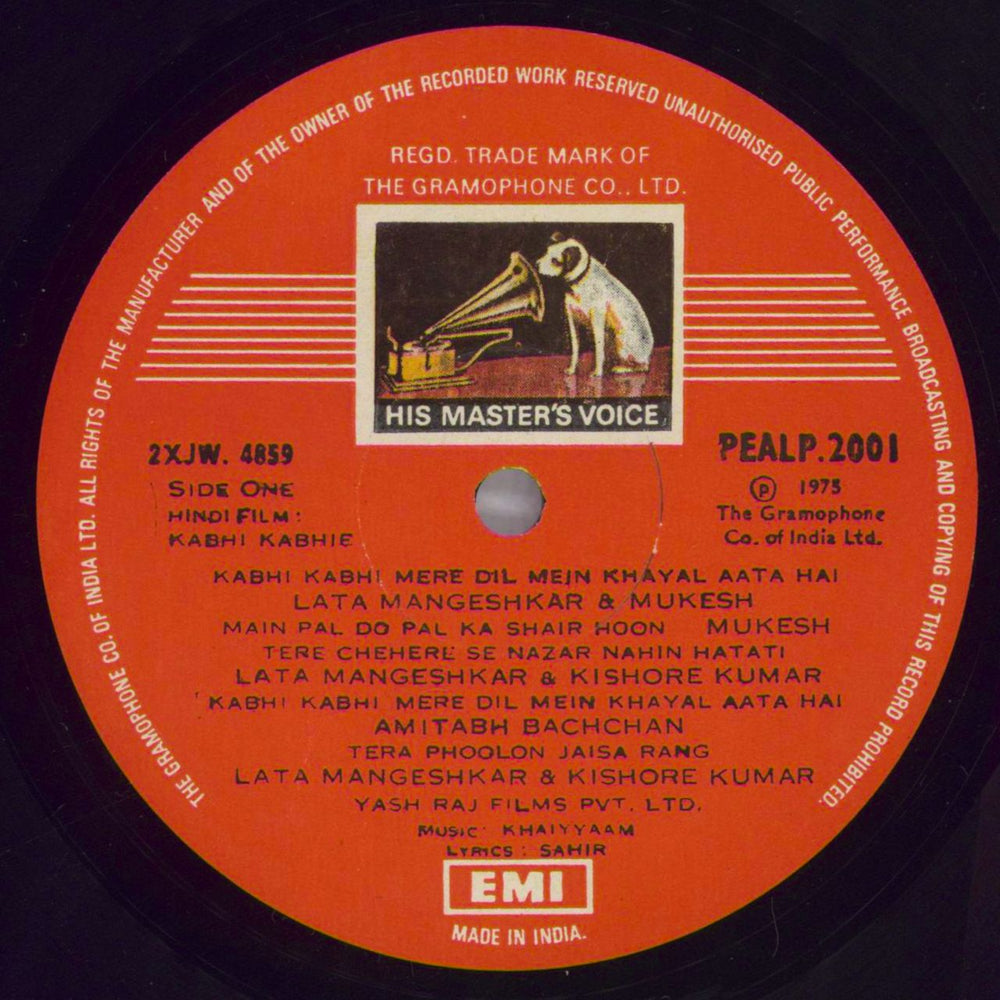 THE GRAMOPHONE CO. OF INDIA LTD. ALL RIGHTS OF THE MANUFACTURER AND OF THE OWNER OF THE RECORDED WORK RESERVED UNAUTHORISED PUBLIC PERFORMANCE BROADCASTING AND COPYING OF THIS RECORD PROHIBITED.
REGD. TRADE MARK OF
THE GRAMOPHONE CO., LTD.
HIS MASTER'S VOICE
2XJW. 4859
SIDE ONE
HINDI FILM :
KABHI KABHIE
PEALP.2001
℗ 1975
The Gramophone
Co. of India Ltd.
KABHI KABHI MERE DIL MEIN KHAYAL AATA HAI
LATA MANGESHKAR & MUKESH
MAIN PAL DO PAL KA SHAIR HOON MUKESH
TERE CHEHERE SE NAZAR NAHIN HATATI
LATA MANGESHKAR & KISHORE KUMAR
KABHI KABHI MERE DIL MEIN KHAYAL AATA HAI
AMITABH BACHCHAN
TERA PHOOLON JAISA RANG
LATA MANGESHKAR & KISHORE KUMAR
YASH RAJ FILMS PVT. LTD.
MUSIC: KHAIYYAAM
LYRICS : SAHIR
EMI
MADE IN INDIA.